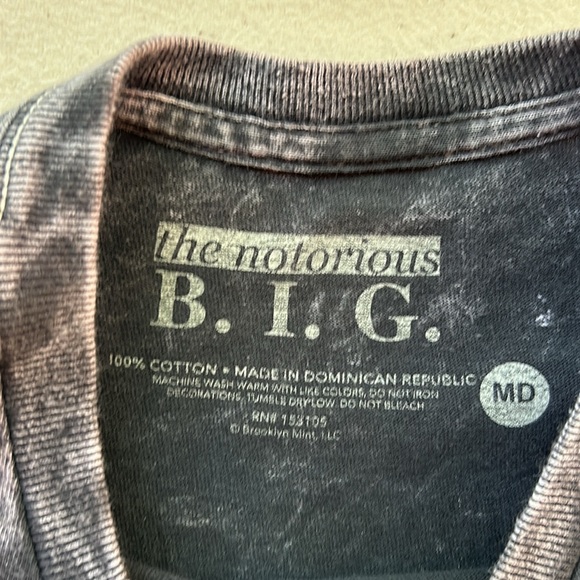 the notorious
B. I. G.
100% COTTON • MADE IN DOMINICAN REPUBLIC
MACHINE WASH WARM WITH LIKE COLORS, DO NOT IRON
DECORATIONS, TUMBLE DRY LOW. DO NOT BLEACH
RN# 153105
© Brooklyn Mint, LLC
MD